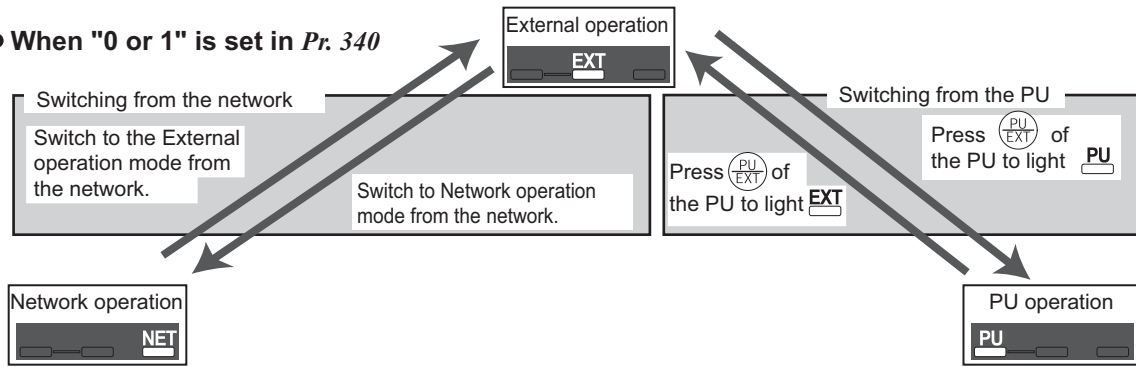 When "0 or 1" is set in Pr. 340
External operation
EXT
Switching from the network
Switch to the External
operation mode from
the network.
Switch to Network operation
mode from the network.
Switching from the PU
Press PU/EXT of
the PU to light PU
Press PU/EXT of
the PU to light EXT
Network operation
NET
PU operation
PU